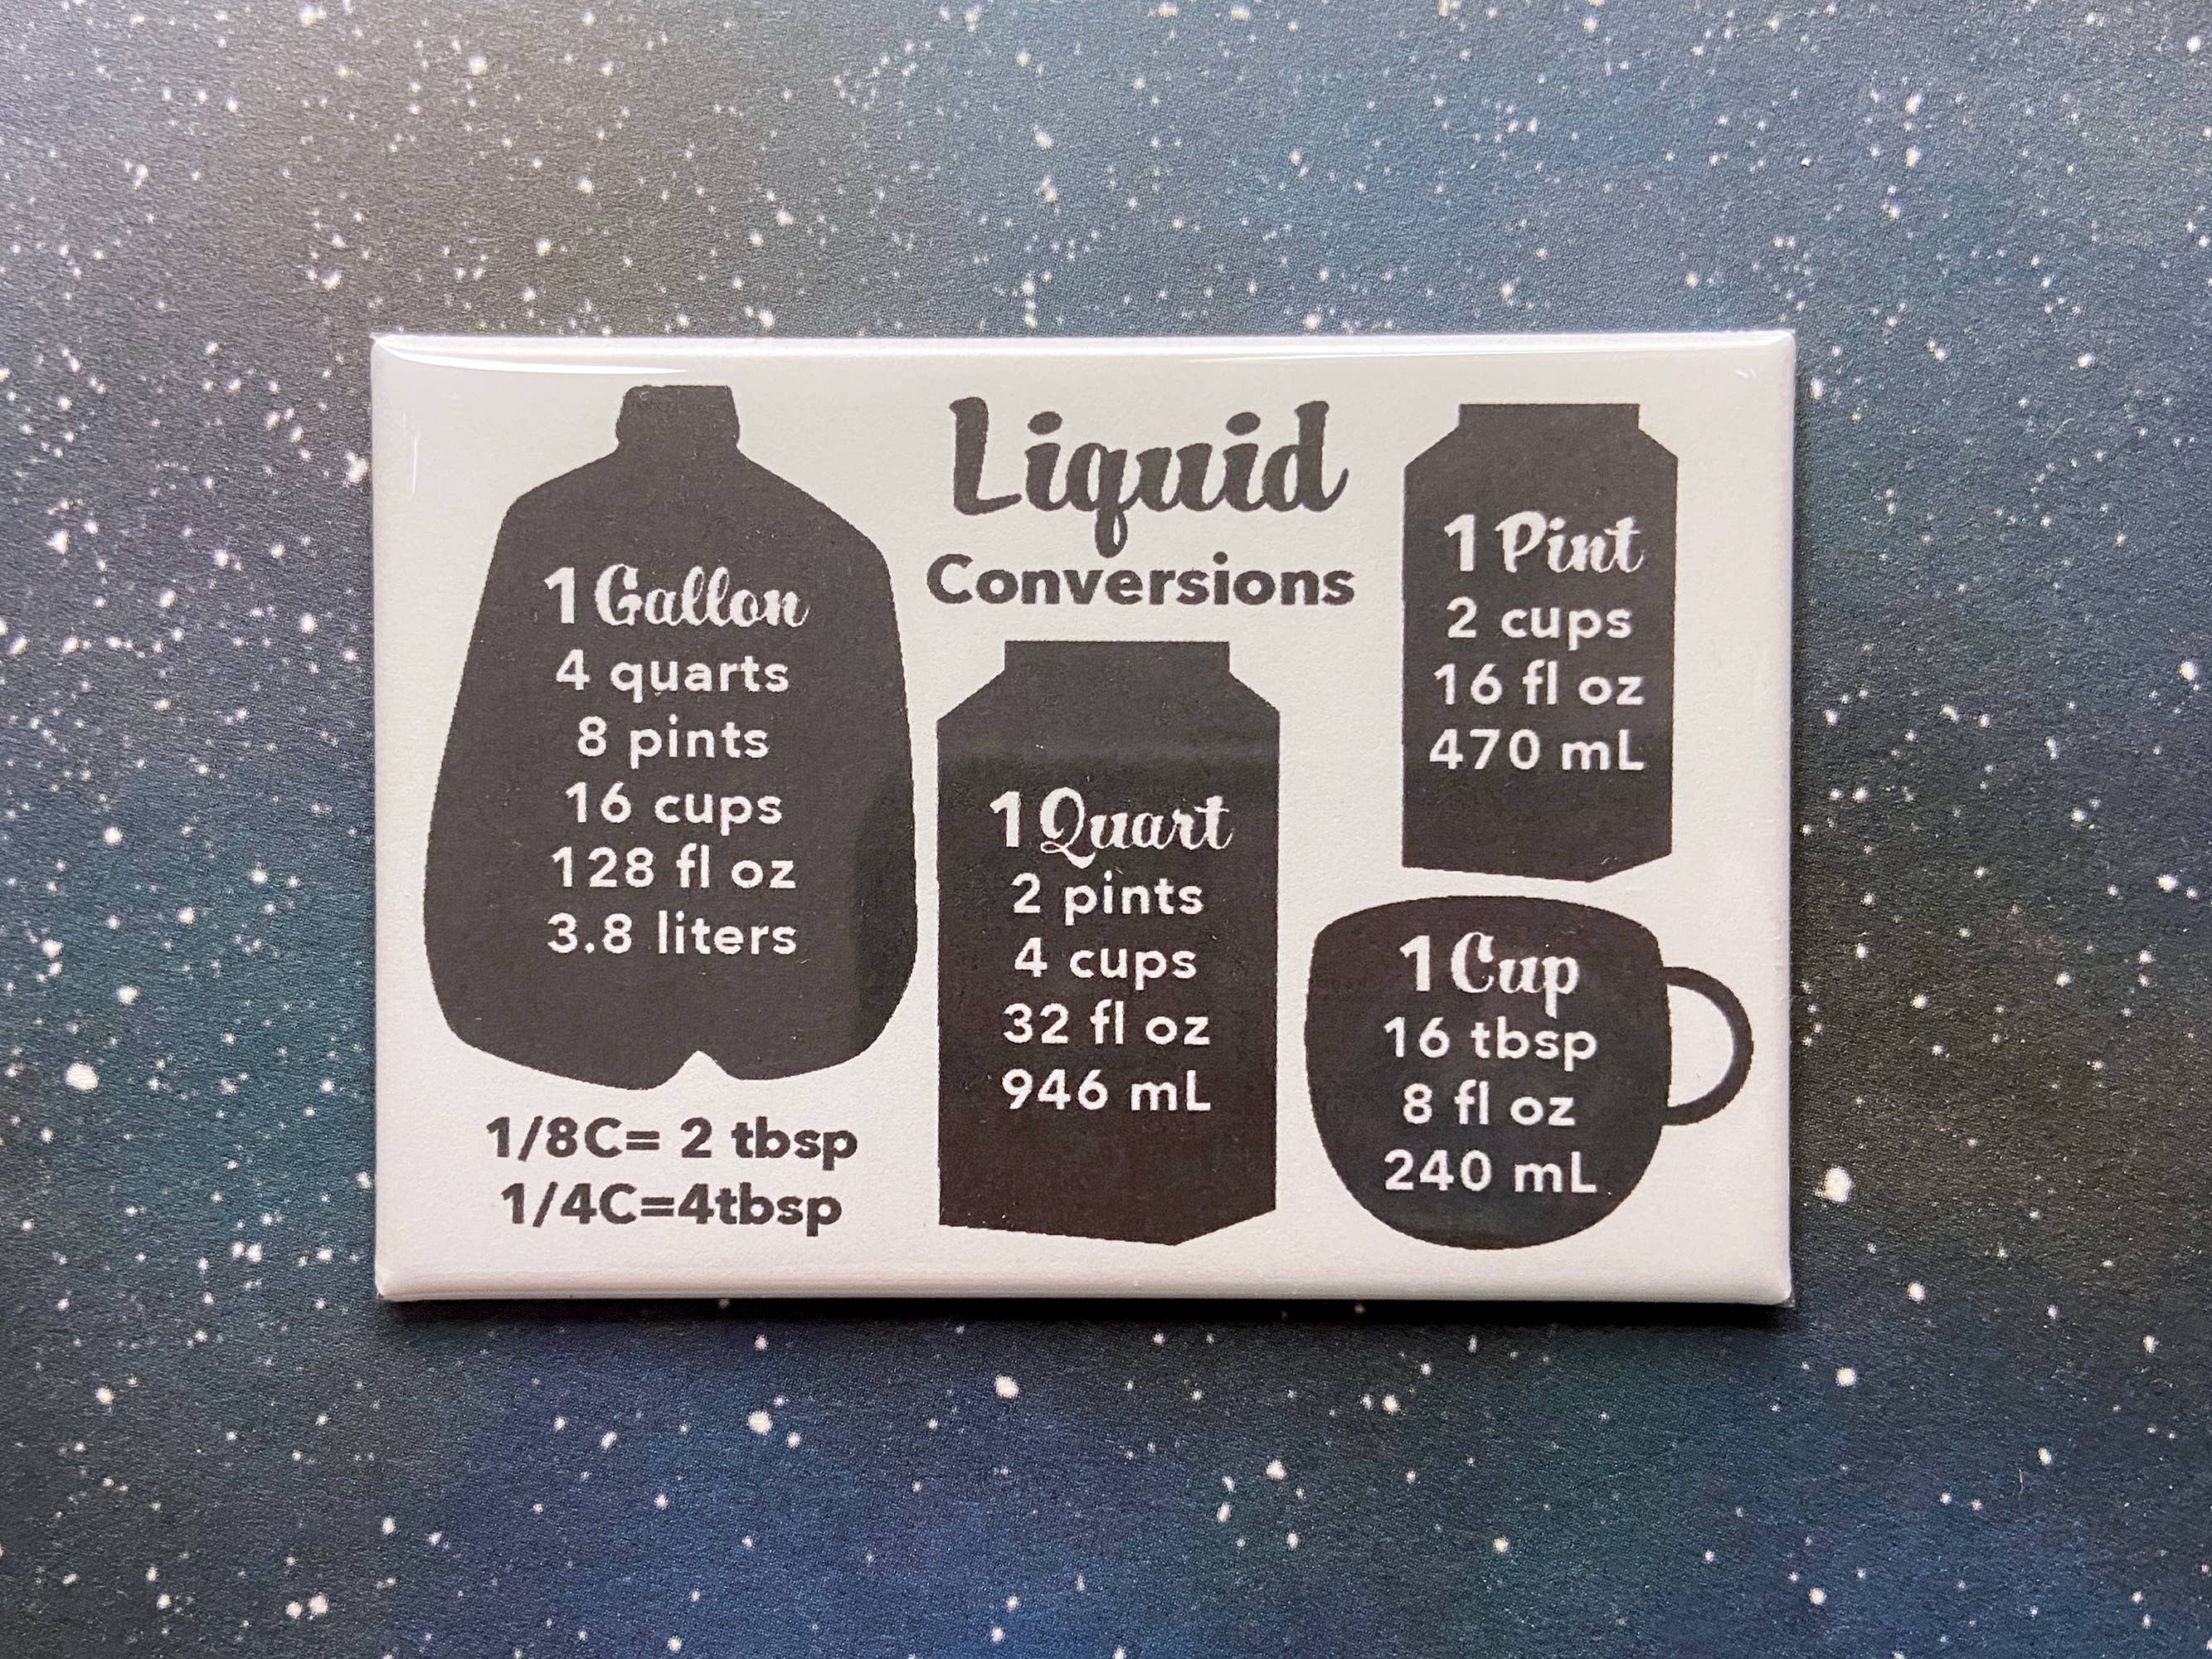 Liquid
Conversions
1 Gallon
4 quarts
8 pints
16 cups
128 fl oz
3.8 liters
1/8C= 2 tbsp
1/4C=4tbsp
1 Quart
2 pints
4 cups
32 fl oz
946 mL
1 Pint
2 cups
16 fl oz
470 mL
1 Cup
16 tbsp
8 fl oz
240 mL